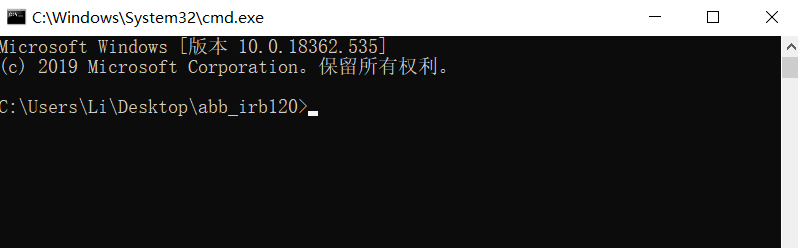 C:\Windows\System32\cmd.exe
Microsoft Windows [版本 10.0.18362.535]
(c) 2019 Microsoft Corporation。保留所有权利。
C:\Users\Li\Desktop\abb_irb120>